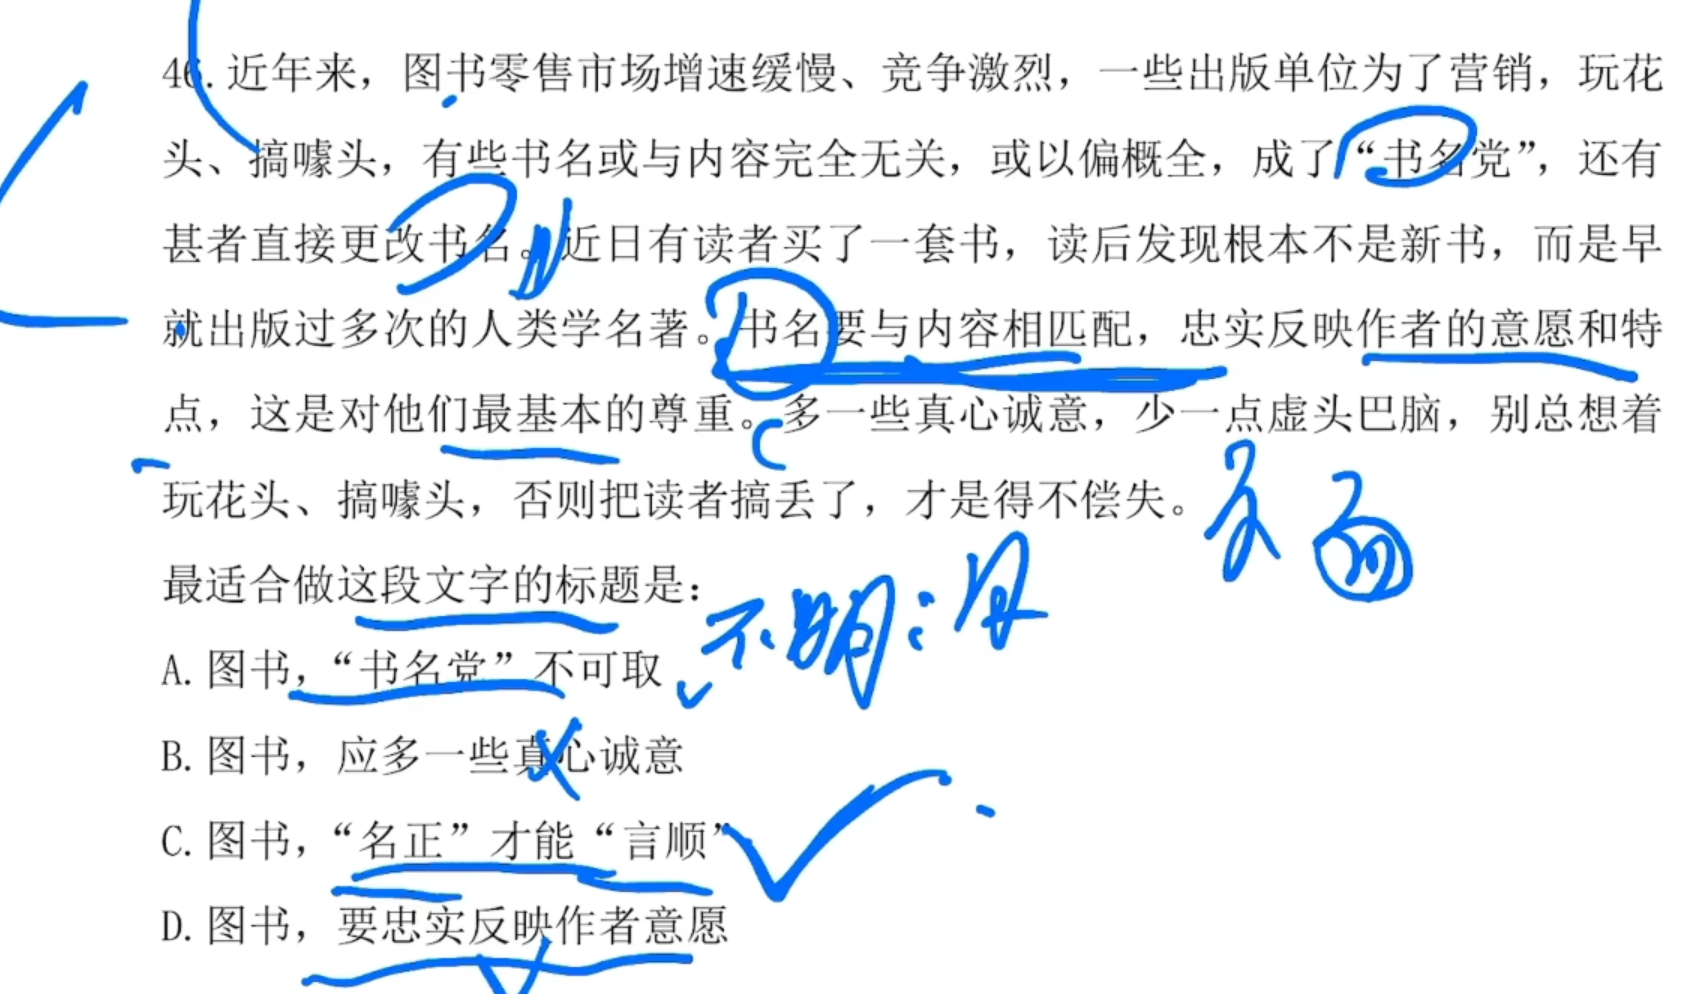 46. 近年来，图书零售市场增速缓慢、竞争激烈，一些出版单位为了营销，玩花
头、搞噱头，有些书名或与内容完全无关，或以偏概全，成了“书名党”，还有
甚者直接更改书名。近日有读者买了一套书，读后发现根本不是新书，而是早
就出版过多次的人类学名著。书名要与内容相匹配，忠实反映作者的意愿和特
点，这是对他们最基本的尊重。多一些真心诚意，少一点虚头巴脑，别总想着
玩花头、搞噱头，否则把读者搞丢了，才是得不偿失。
最适合做这段文字的标题是：
A. 图书，“书名党”不可取
B. 图书，应多一些真心诚意
C. 图书，“名正”才能“言顺”
D. 图书，要忠实反映作者意愿